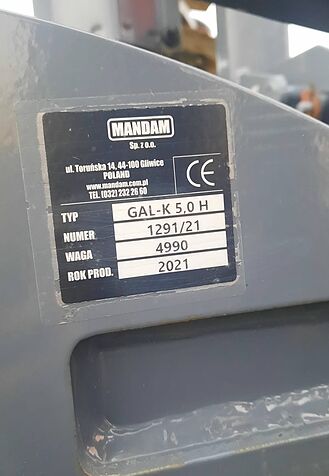 MANDAM
Sp. z o.o.
ul. Toruńska 14, 44-100 Gliwice
POLAND
www.mandam.com.pl
TEL. (032) 232 26 60
CE
TYP GAL-K 5,0 H
NUMER 1291/21
WAGA 4990
ROK PROD. 2021